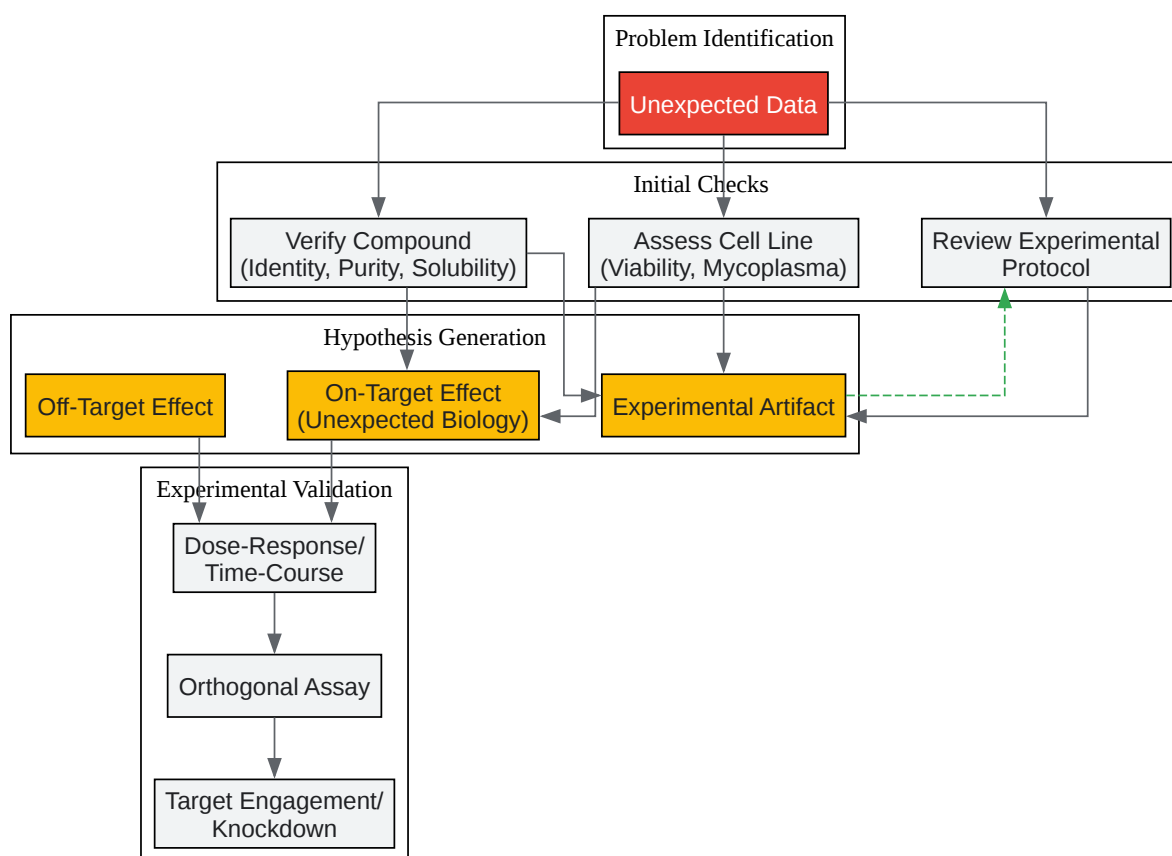 Problem Identification
Unexpected Data
Initial Checks
Verify Compound
(Identity, Purity, Solubility)
Assess Cell Line
(Viability, Mycoplasma)
Review Experimental
Protocol
Hypothesis Generation
Off-Target Effect
On-Target Effect
(Unexpected Biology)
Experimental Artifact
Experimental Validation
Dose-Response/
Time-Course
Orthogonal Assay
Target Engagement/
Knockdown